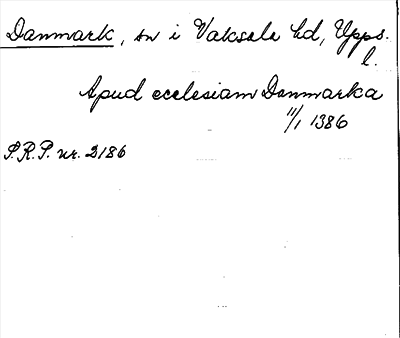 Danmark, sn i Vaksala hd, Upps.
l.
Apud ecclesiam Danmarka
11/1 1386
S.R.P. nr. 2186